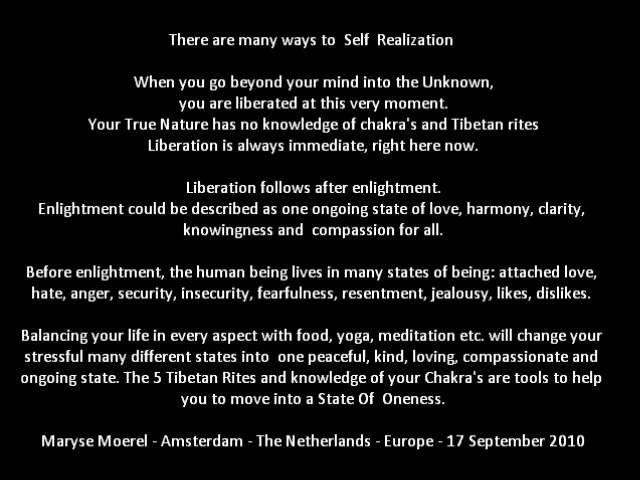 There are many ways to  Self  Realization
When you go beyond your mind into the Unknown,
you are liberated at this very moment.
Your True Nature has no knowledge of chakra's and Tibetan rites
Liberation is always immediate, right here now.
Liberation follows after enlightment.
Enlightment could be described as one ongoing state of love, harmony, clarity,
knowingness and  compassion for all.
Before enlightment, the human being lives in many states of being: attached love,
hate, anger, security, insecurity, fearfulness, resentment, jealousy, likes, dislikes.
Balancing your life in every aspect with food, yoga, meditation etc. will change your
stressful many different states into  one peaceful, kind, loving, compassionate and
ongoing state. The 5 Tibetan Rites and knowledge of your Chakra's are tools to help
you to move into a State Of  Oneness.
Maryse Moerel - Amsterdam - The Netherlands - Europe - 17 September 2010